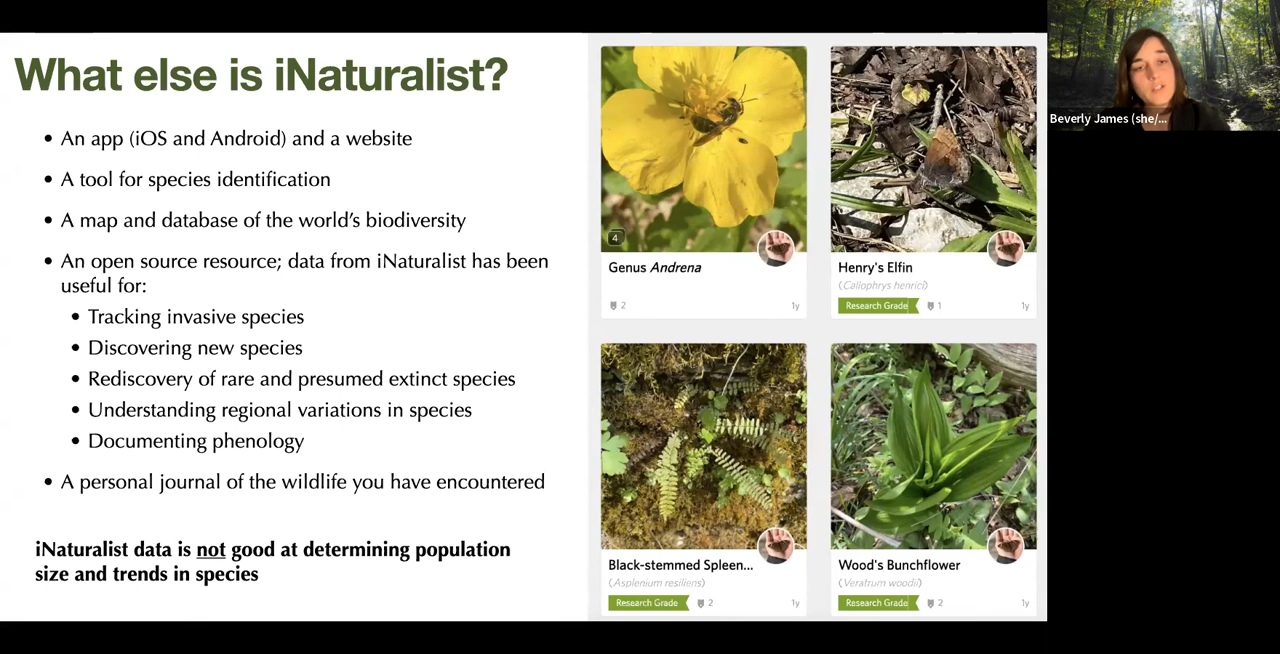 What else is iNaturalist?
• An app (iOS and Android) and a website
• A tool for species identification
• A map and database of the world's biodiversity
• An open source resource; data from iNaturalist has been
useful for:
• Tracking invasive species
• Discovering new species
• Rediscovery of rare and presumed extinct species
• Understanding regional variations in species
• Documenting phenology
• A personal journal of the wildlife you have encountered
iNaturalist data is not good at determining population
size and trends in species
4
Genus Andrena
2 1y
Henry's Elfin
(Callophrys henrici)
Research Grade 1 1y
Black-stemmed Spleen...
(Asplenium resiliens)
Research Grade 2 1y
Wood's Bunchflower
(Veratrum woodii)
Research Grade 2 1y
Beverly James (she/...